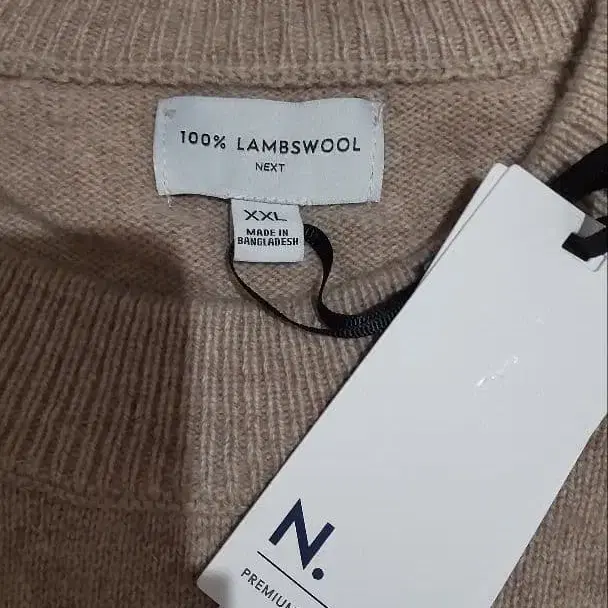 100% LAMBSWOOL
NEXT
XXL
MADE IN
BANGLADESH
N.
PREMIUM